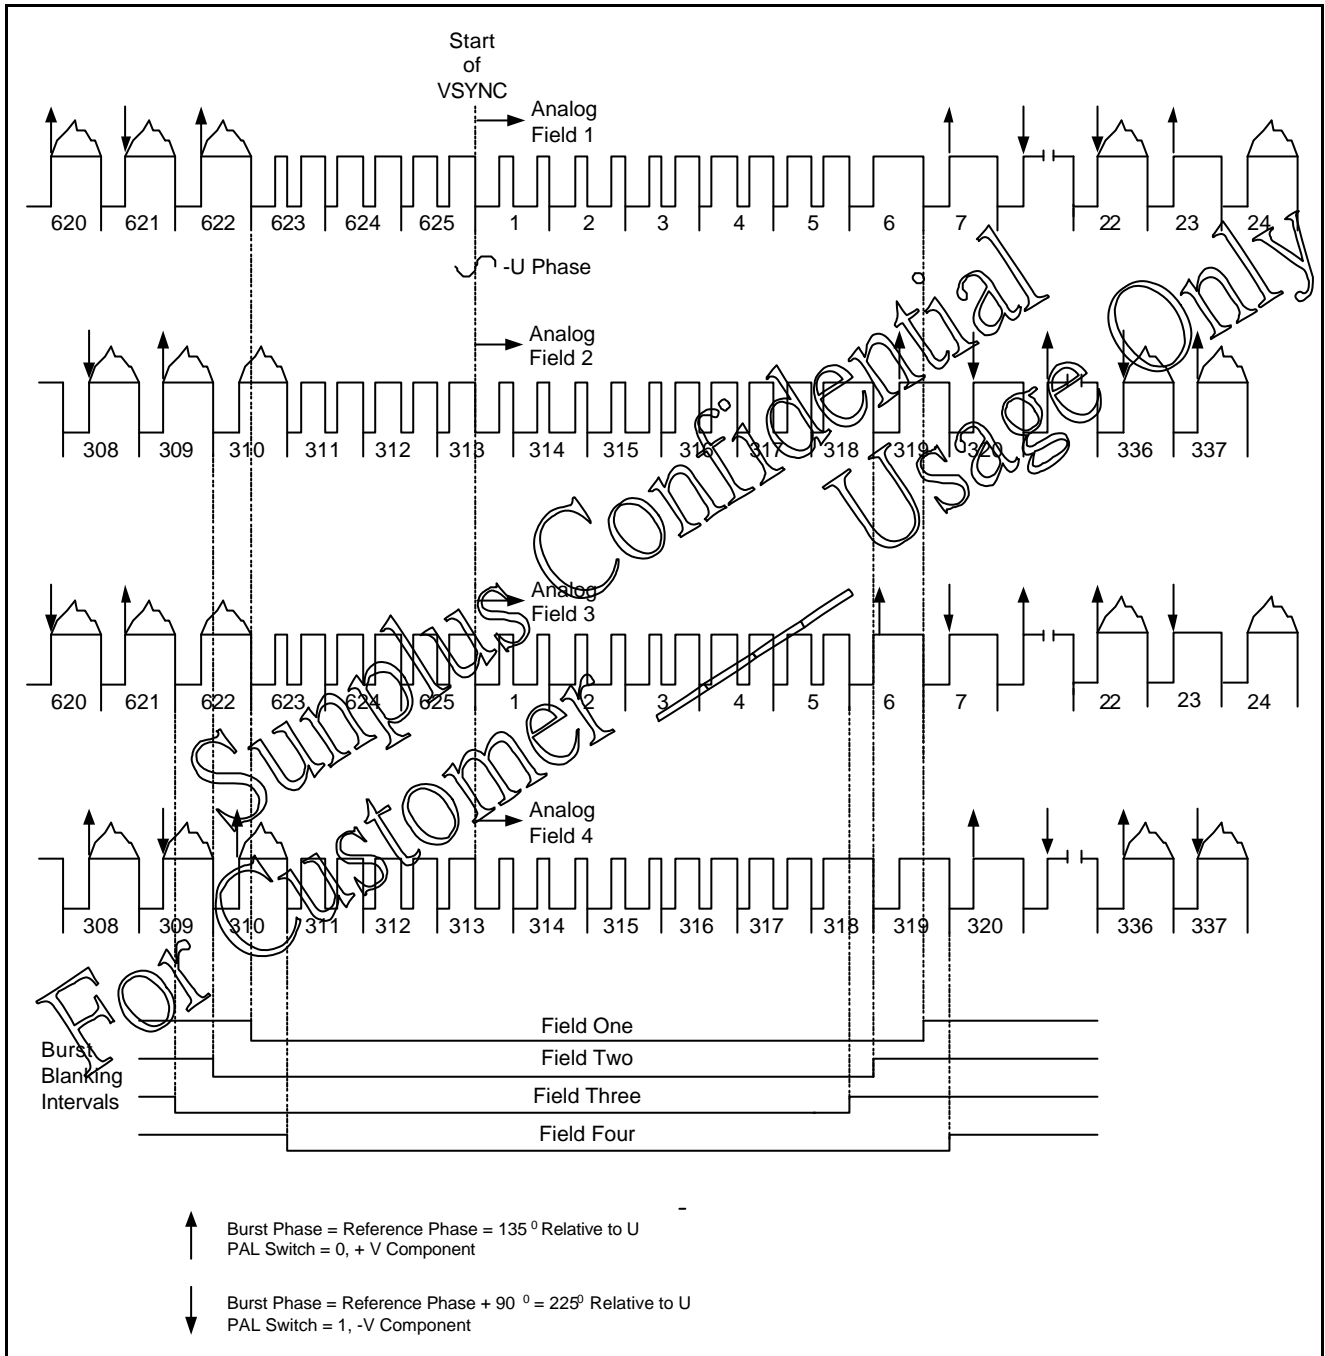 Start
of
VSYNC
Analog
Field 1
620 621 622 623 624 625 1 2 3 4 5 6 7 22 23 24
-U Phase
Analog
Field 2
308 309 310 311 312 313 314 315 316 317 318 319 320 336 337
Analog
Field 3
620 621 622 623 624 625 1 2 3 4 5 6 7 22 23 24
Analog
Field 4
308 309 310 311 312 313 314 315 316 317 318 319 320 336 337
Sunplus Confidential
For Customer Usage Only
Field One
Burst
Blanking
Intervals
Field Two
Field Three
Field Four
-
Burst Phase = Reference Phase = 135⁰ Relative to U
PAL Switch = 0, + V Component
Burst Phase = Reference Phase + 90 ⁰ = 225⁰ Relative to U
PAL Switch = 1, -V Component